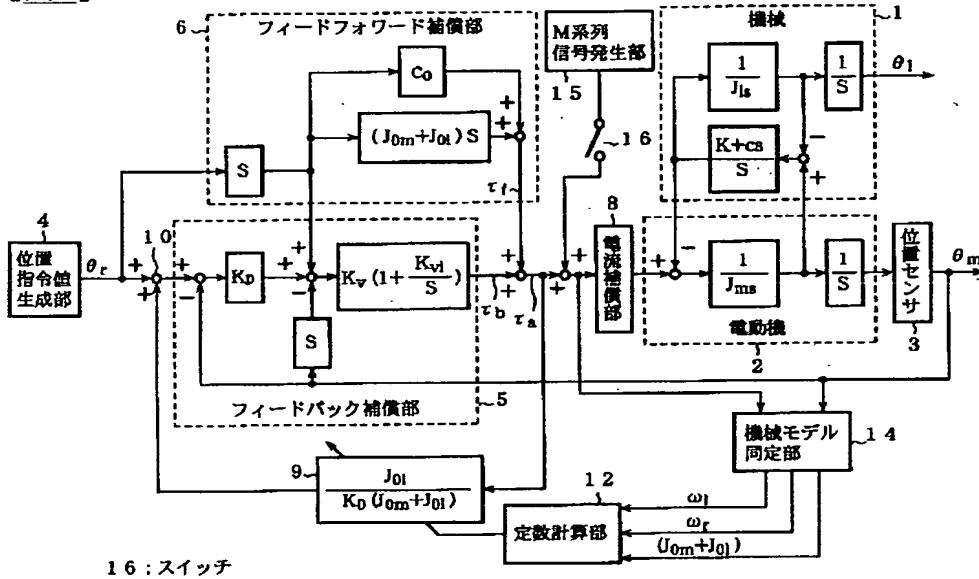 6
フィードフォワード補償部
C0
(J0m+J0l)S
S
τf
M系列
信号発生部
15
16
機械
1
1
Jls
1
S
θl
K+cs
S
4
位置
指令値
生成部
θr
10
Kp
Kv(1+Kvi/S)
S
τb
τa
フィードバック補償部
5
8
電流補償部
1
Jms
1
S
電動機
2
位置センサ
3
θm
機械モデル
同定部
14
9
J0l
KD(J0m+J0l)
12
定数計算部
ωl
ωr
(J0m+J0l)
16:スイッチ